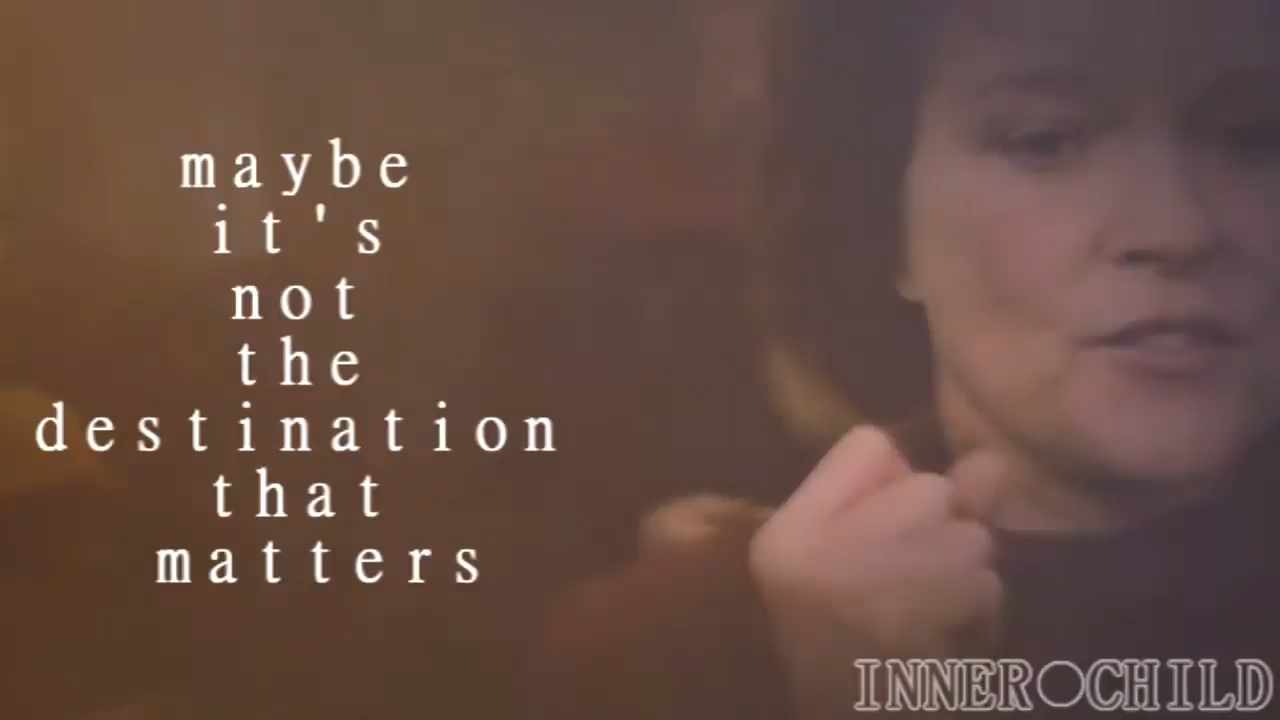 maybe
it's
not
the
destination
that
matters
INNER○CHILD